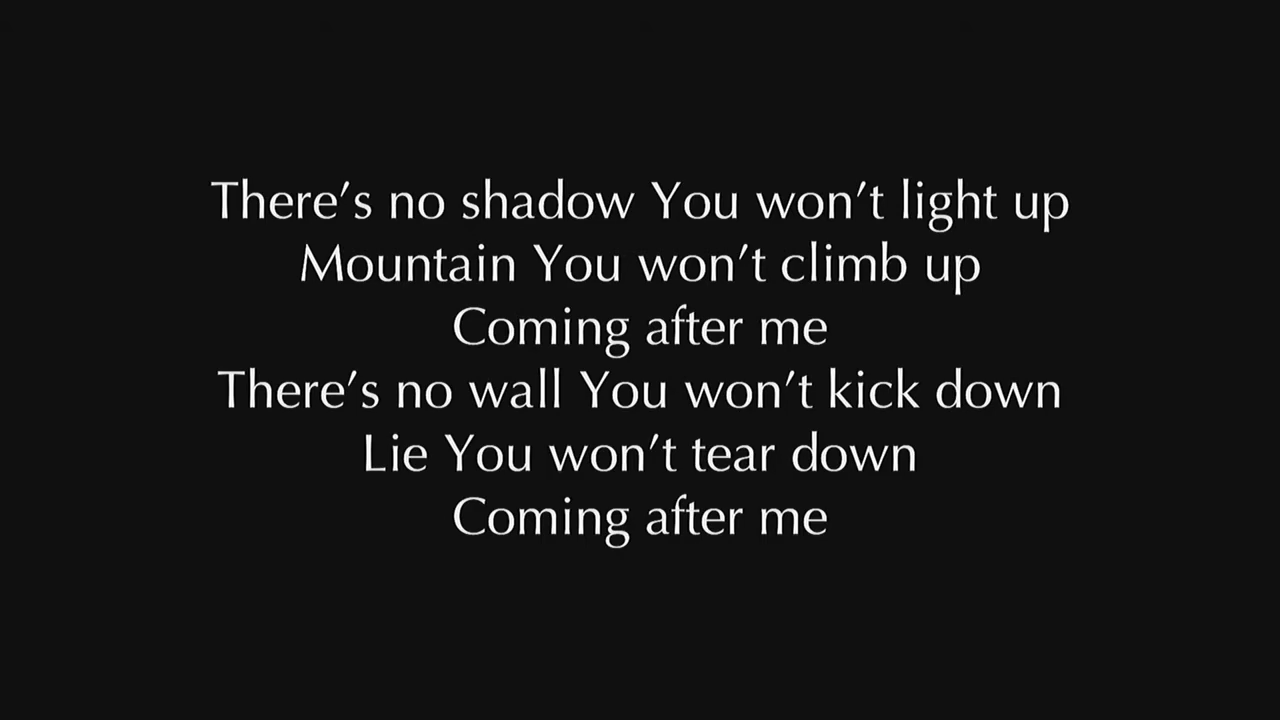 There’s no shadow You won’t light up
Mountain You won’t climb up
Coming after me
There’s no wall You won’t kick down
Lie You won’t tear down
Coming after me